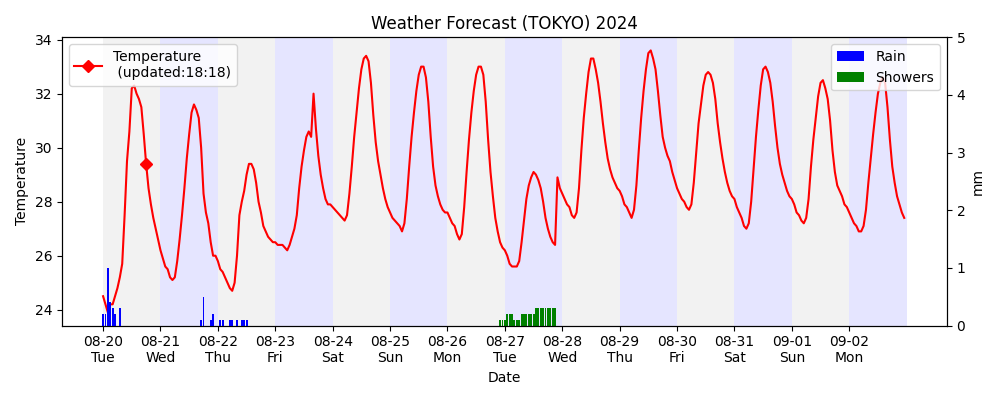 Weather Forecast (TOKYO) 2024
Temperature
(updated:18:18)
Rain
Showers
34
32
30
28
26
24
Temperature
5
4
3
2
1
0
mm
08-20 08-21 08-22 08-23 08-24 08-25 08-26 08-27 08-28 08-29 08-30 08-31 09-01 09-02
Tue Wed Thu Fri Sat Sun Mon Tue Wed Thu Fri Sat Sun Mon
Date